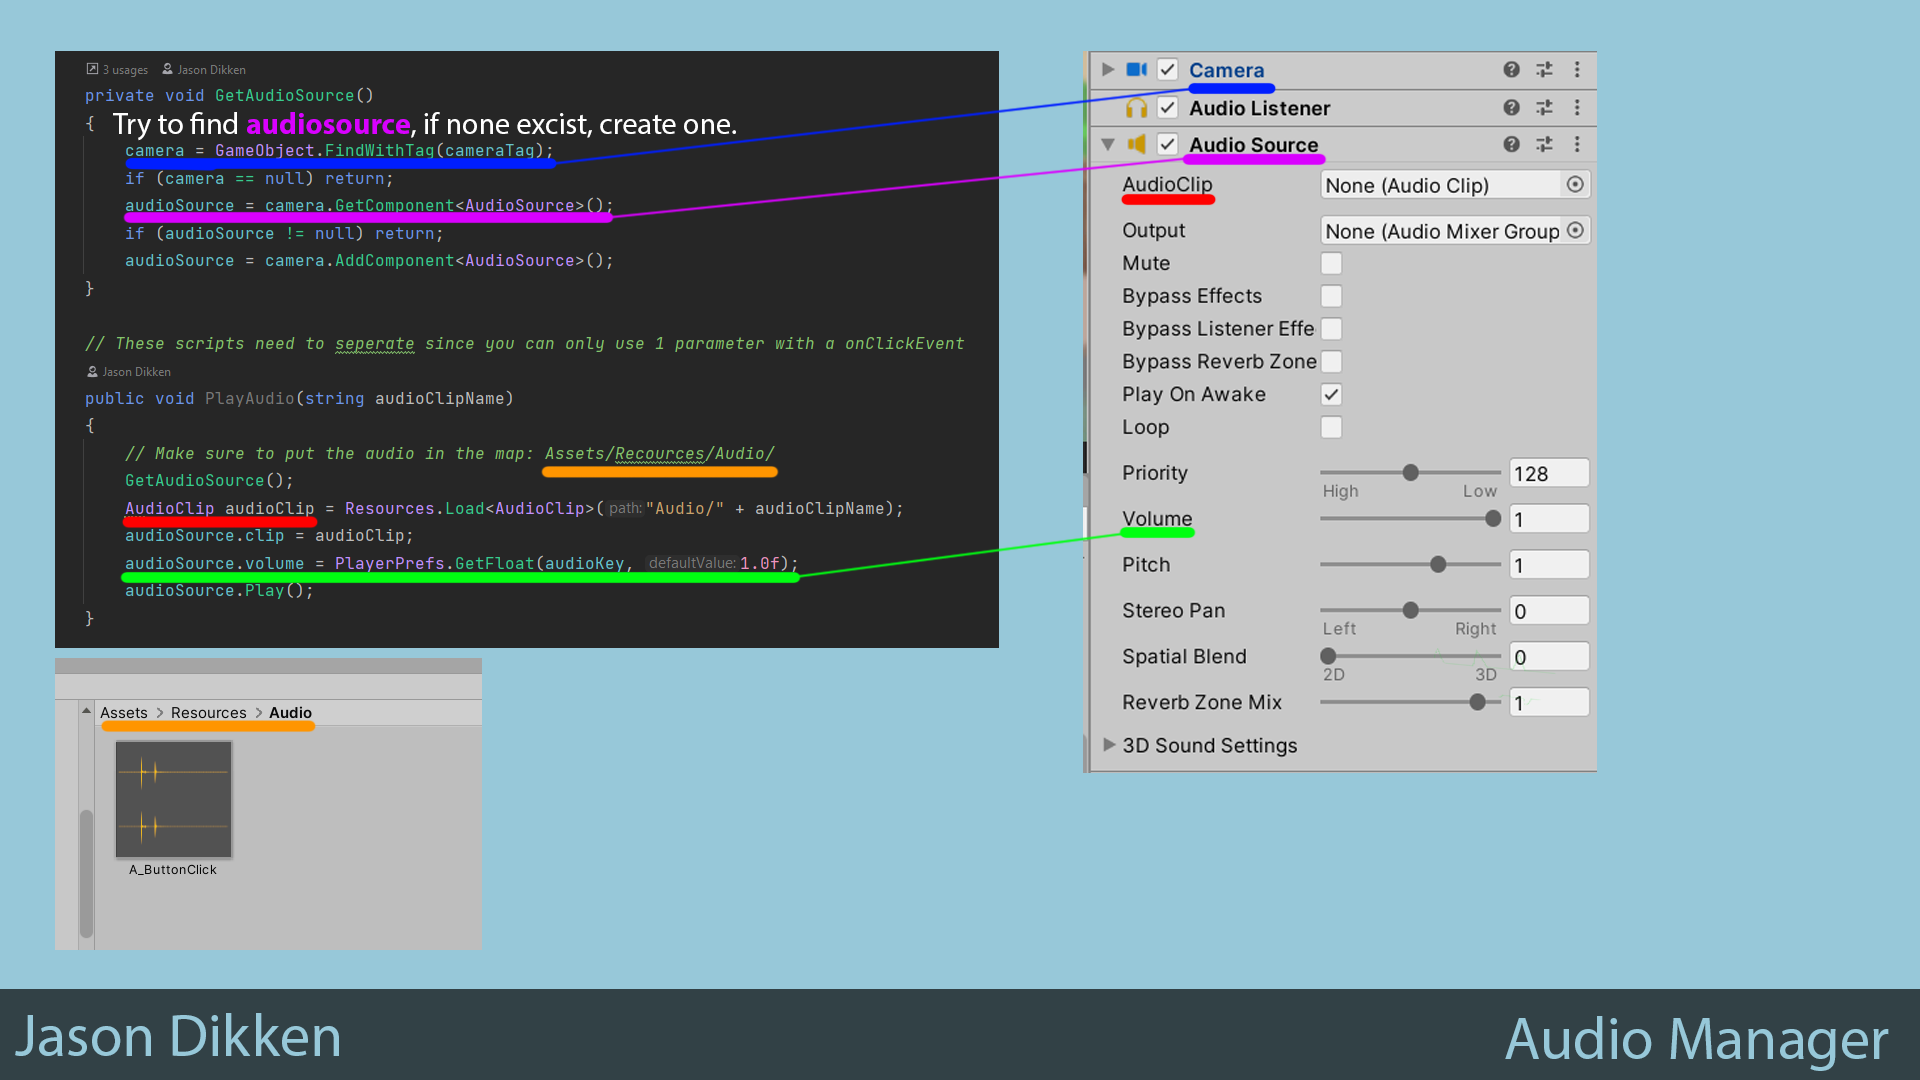 3 usages   Jason Dikken
private void GetAudioSource()
{ Try to find audiosource, if none excist, create one.
camera = GameObject.FindWithTag(cameraTag);
if (camera == null) return;
audioSource = camera.GetComponent<AudioSource>();
if (audioSource != null) return;
audioSource = camera.AddComponent<AudioSource>();
}
// These scripts need to seperate since you can only use 1 parameter with a onClickEvent
Jason Dikken
public void PlayAudio(string audioClipName)
{
// Make sure to put the audio in the map: Assets/Recources/Audio/
GetAudioSource();
AudioClip audioClip = Resources.Load<AudioClip>(path:"Audio/" + audioClipName);
audioSource.clip = audioClip;
audioSource.volume = PlayerPrefs.GetFloat(audioKey, defaultValue:1.0f);
audioSource.Play();
}
Assets > Resources > Audio
A_ButtonClick
Camera
Audio Listener
Audio Source
AudioClip None (Audio Clip)
Output None (Audio Mixer Group
Mute
Bypass Effects
Bypass Listener Effe
Bypass Reverb Zone
Play On Awake
Loop
Priority 128
High Low
Volume 1
Pitch 1
Stereo Pan 0
Left Right
Spatial Blend 0
2D 3D
Reverb Zone Mix 1
3D Sound Settings
Jason Dikken
Audio Manager